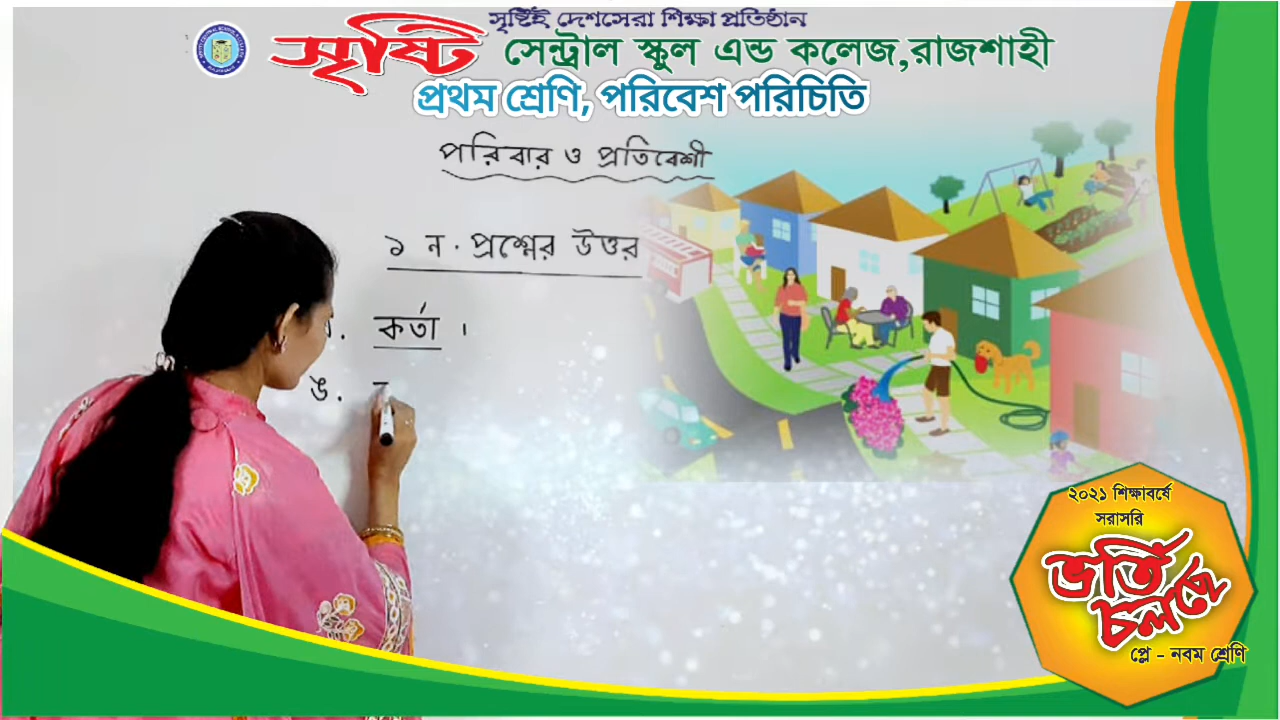 সৃষ্টিই দেশসেরা শিক্ষা প্রতিষ্ঠান
সৃষ্টি সেন্ট্রাল স্কুল এন্ড কলেজ,রাজশাহী
প্রথম শ্রেণি, পরিবেশ পরিচিতি
পরিবার ও প্রতিবেশী
১ ন. প্রশ্নের উত্তর
কর্তা ।
ঙ.
২০২১ শিক্ষাবর্ষে
সরাসরি
ভর্তি
চলছে
প্লে - নবম শ্রেণি